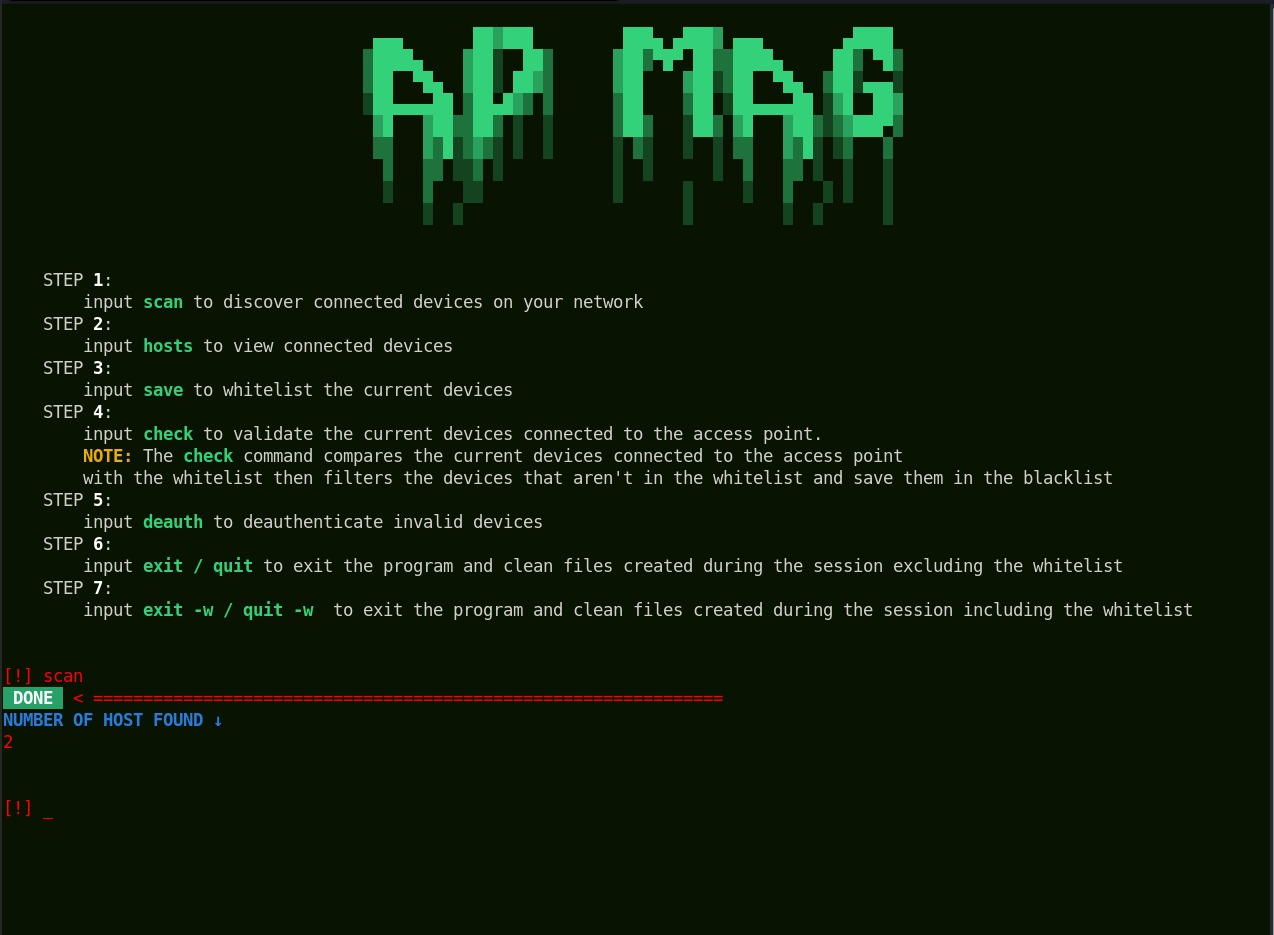 AP MAG
STEP 1:
input scan to discover connected devices on your network
STEP 2:
input hosts to view connected devices
STEP 3:
input save to whitelist the current devices
STEP 4:
input check to validate the current devices connected to the access point.
NOTE: The check command compares the current devices connected to the access point
with the whitelist then filters the devices that aren't in the whitelist and save them in the blacklist
STEP 5:
input deauth to deauthenticate invalid devices
STEP 6:
input exit / quit to exit the program and clean files created during the session excluding the whitelist
STEP 7:
input exit -w / quit -w  to exit the program and clean files created during the session including the whitelist
[!] scan
DONE < ===============================================================
NUMBER OF HOST FOUND ↓
2
[!] _